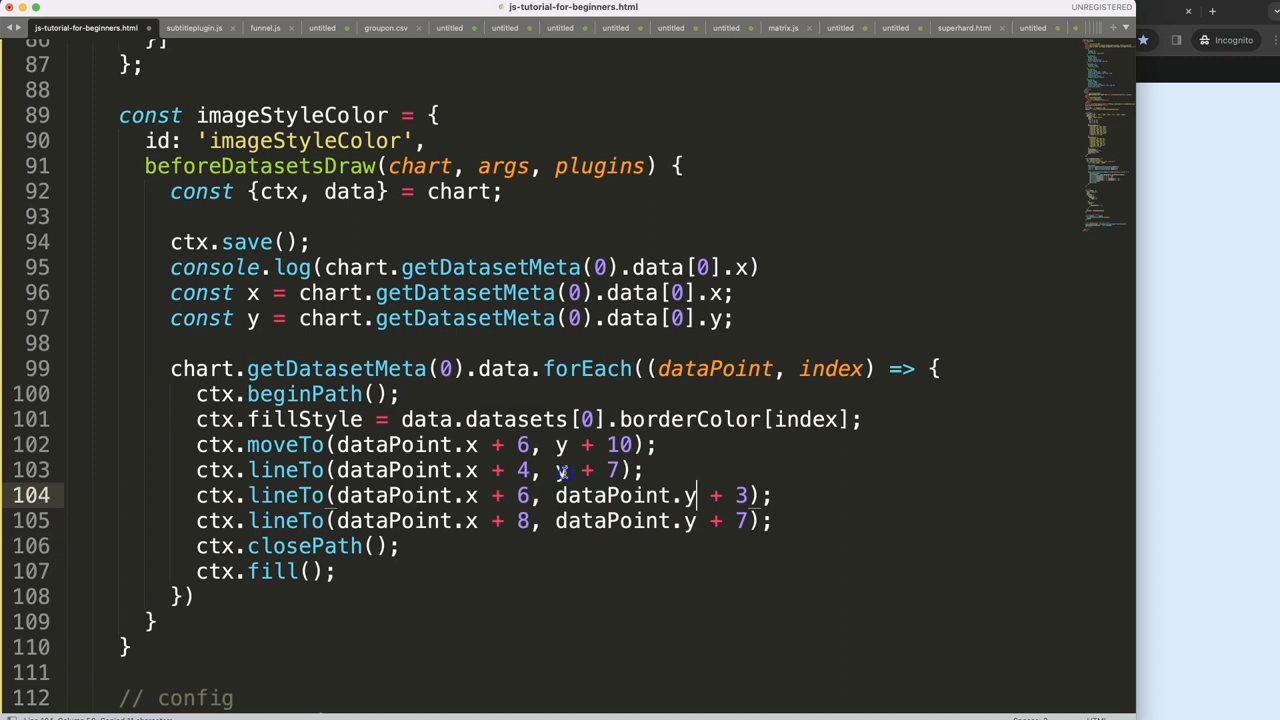 js-tutorial-for-beginners.html
UNREGISTERED
js-tutorial-for-beginners.html subtitleplugin.js funnel.js untitled groupon.csv untitled untitled untitled untitled untitled untitled matrix.js untitled untitled superhard.html untitled
Incognito
86 }]
87 };
88
89 const imageStyleColor = {
90 id: 'imageStyleColor',
91 beforeDatasetsDraw(chart, args, plugins) {
92 const {ctx, data} = chart;
93
94 ctx.save();
95 console.log(chart.getDatasetMeta(0).data[0].x)
96 const x = chart.getDatasetMeta(0).data[0].x;
97 const y = chart.getDatasetMeta(0).data[0].y;
98
99 chart.getDatasetMeta(0).data.forEach((dataPoint, index) => {
100 ctx.beginPath();
101 ctx.fillStyle = data.datasets[0].borderColor[index];
102 ctx.moveTo(dataPoint.x + 6, y + 10);
103 ctx.lineTo(dataPoint.x + 4, y + 7);
104 ctx.lineTo(dataPoint.x + 6, dataPoint.y + 3);
105 ctx.lineTo(dataPoint.x + 8, dataPoint.y + 7);
106 ctx.closePath();
107 ctx.fill();
108 })
109 }
110 }
111
112 // config